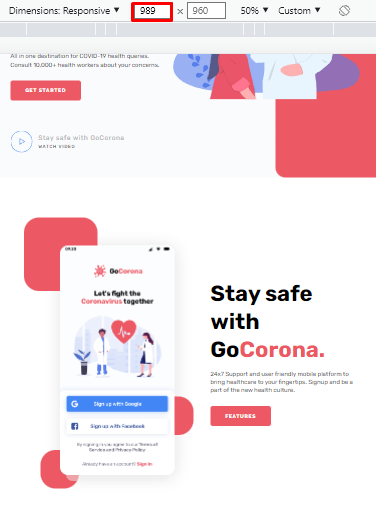 Dimensions: Responsive ▼ 989 × 960 50% ▼ Custom ▼
All in one destination for COVID-19 health queries.
Consult 10,000+ health workers about your concerns.
GET STARTED
Stay safe with GoCorona
WATCH VIDEO
GoCorona
Let's fight the
Coronavirus together
Sign up with Google
Sign up with Facebook
By signing in you agree to our Terms of
Service and Privacy Policy
Already have an account? Sign in
Stay safe
with
GoCorona.
24x7 Support and user friendly mobile platform to
bring healthcare to your fingertips. Signup and be a
part of the new health culture.
FEATURES